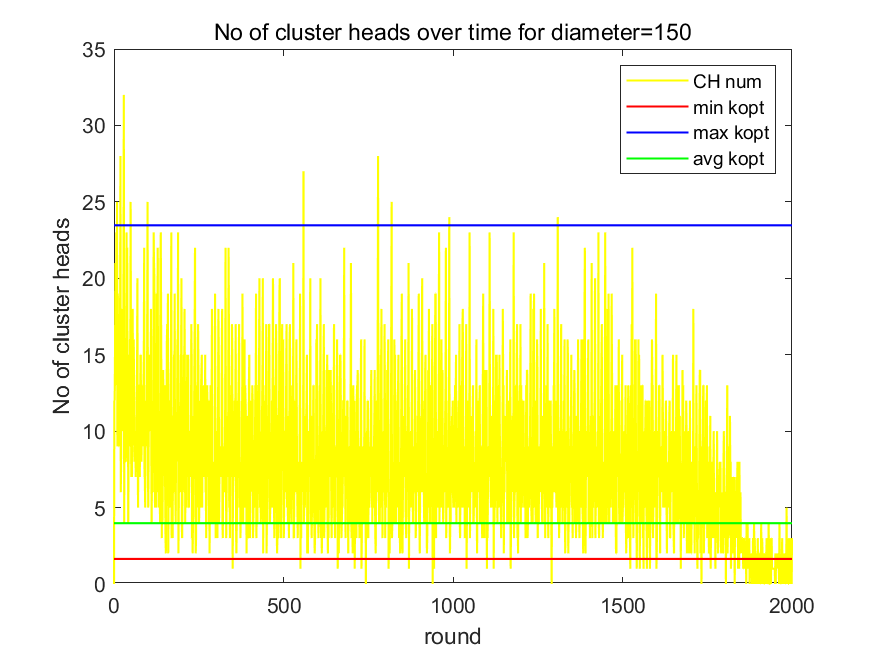 No of cluster heads over time for diameter=150
35
30
25
20
15
10
5
0
No of cluster heads
0
500
1000
1500
2000
round
CH num
min kopt
max kopt
avg kopt